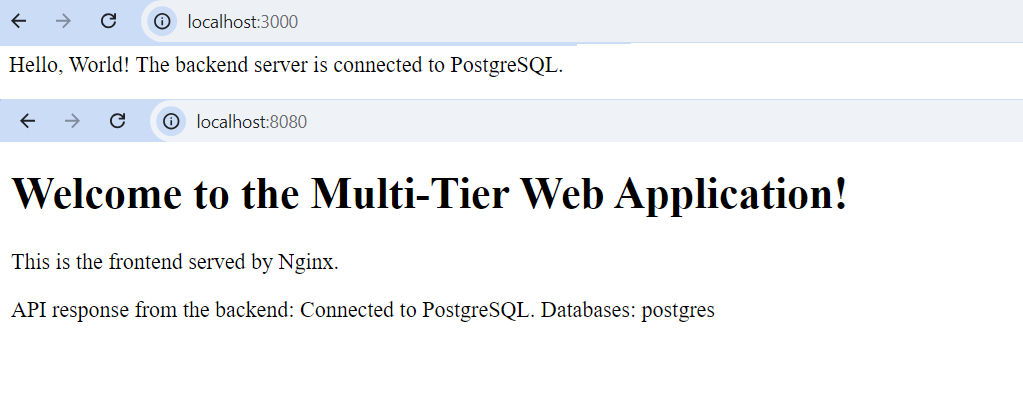 localhost:3000
Hello, World! The backend server is connected to PostgreSQL.
localhost:8080
Welcome to the Multi-Tier Web Application!
This is the frontend served by Nginx.
API response from the backend: Connected to PostgreSQL. Databases: postgres